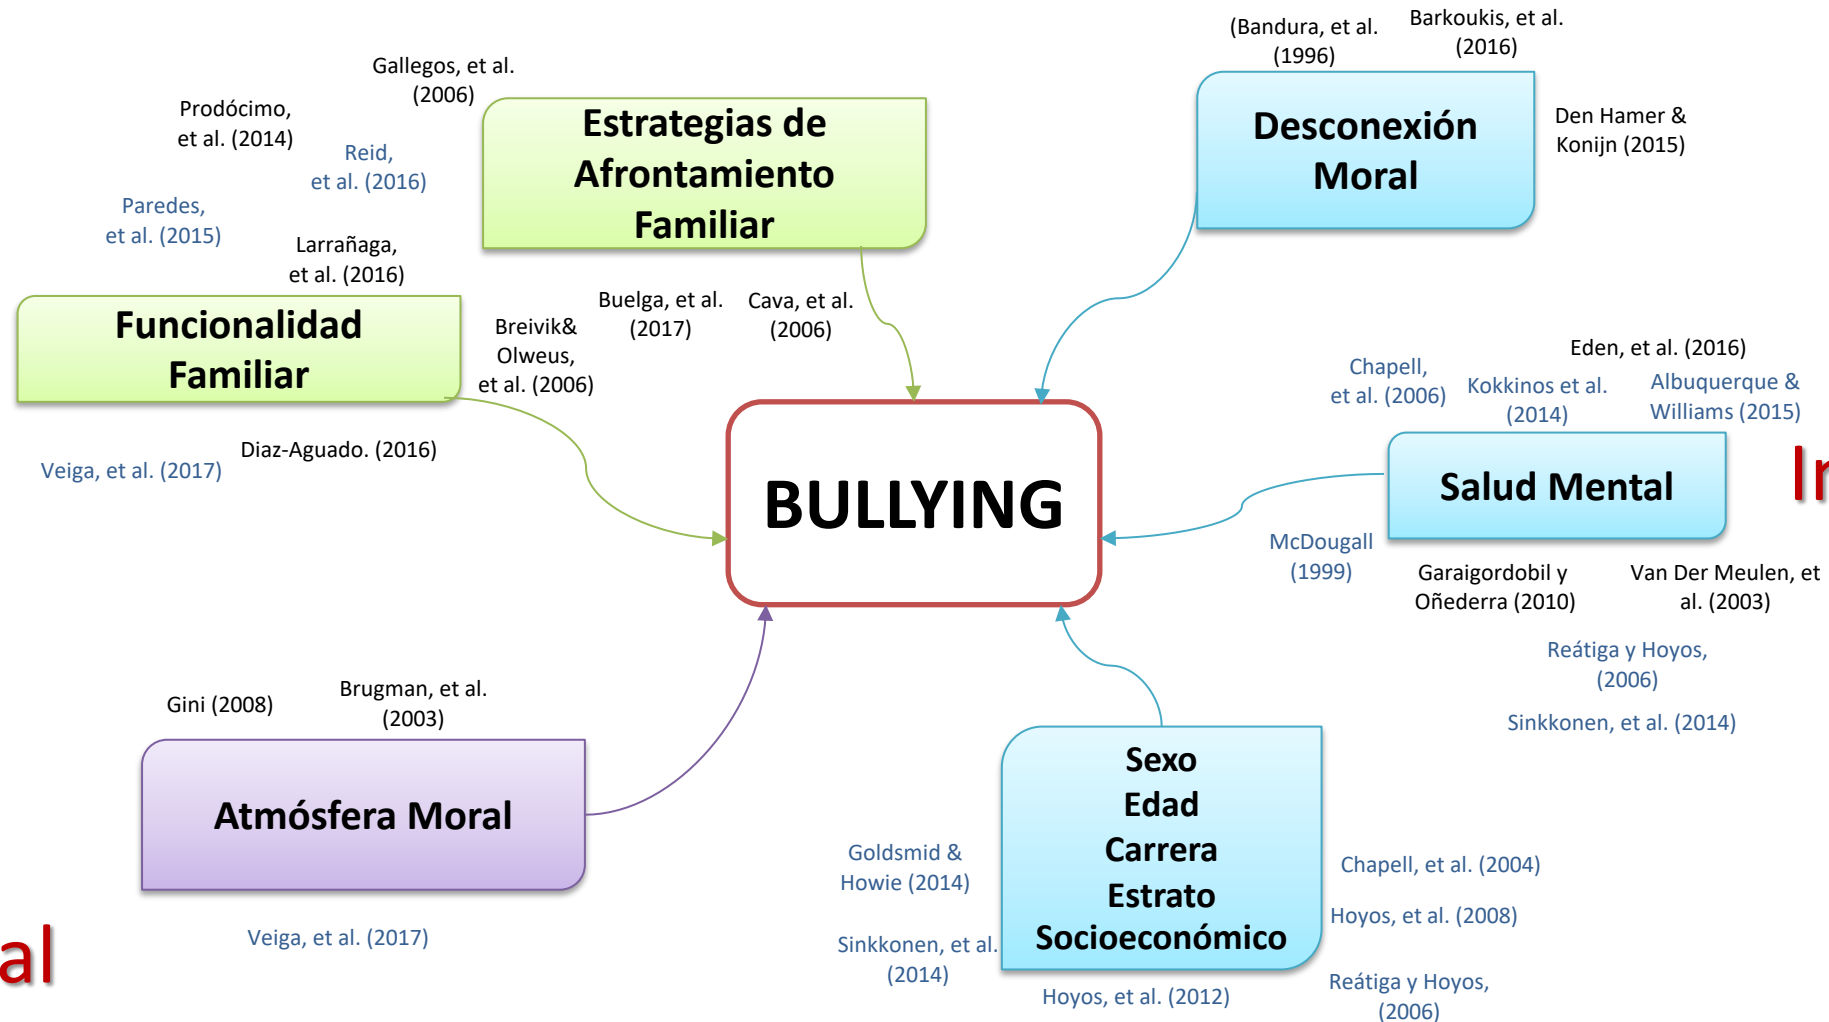 (Bandura, et al.
(1996)
Barkoukis, et al.
(2016)
Den Hamer &
Konijn (2015)
Desconexión
Moral
Gallegos, et al.
(2006)
Prodócimo,
et al. (2014)
Reid,
et al. (2016)
Paredes,
et al. (2015)
Larrañaga,
et al. (2016)
Estrategias de
Afrontamiento
Familiar
Funcionalidad
Familiar
Breivik&
Olweus,
et al. (2006)
Buelga, et al.
(2017)
Cava, et al.
(2006)
Diaz-Aguado. (2016)
Veiga, et al. (2017)
BULLYING
Chapell,
et al. (2006)
Eden, et al. (2016)
Kokkinos et al.
(2014)
Albuquerque &
Williams (2015)
Salud Mental
McDougall
(1999)
Garaigordobil y
Oñederra (2010)
Van Der Meulen, et
al. (2003)
Reátiga y Hoyos,
(2006)
Sinkkonen, et al. (2014)
Gini (2008)
Brugman, et al.
(2003)
Atmósfera Moral
Veiga, et al. (2017)
al
Sexo
Edad
Carrera
Estrato
Socioeconómico
Goldsmid &
Howie (2014)
Sinkkonen, et al.
(2014)
Hoyos, et al. (2012)
Chapell, et al. (2004)
Hoyos, et al. (2008)
Reátiga y Hoyos,
(2006)